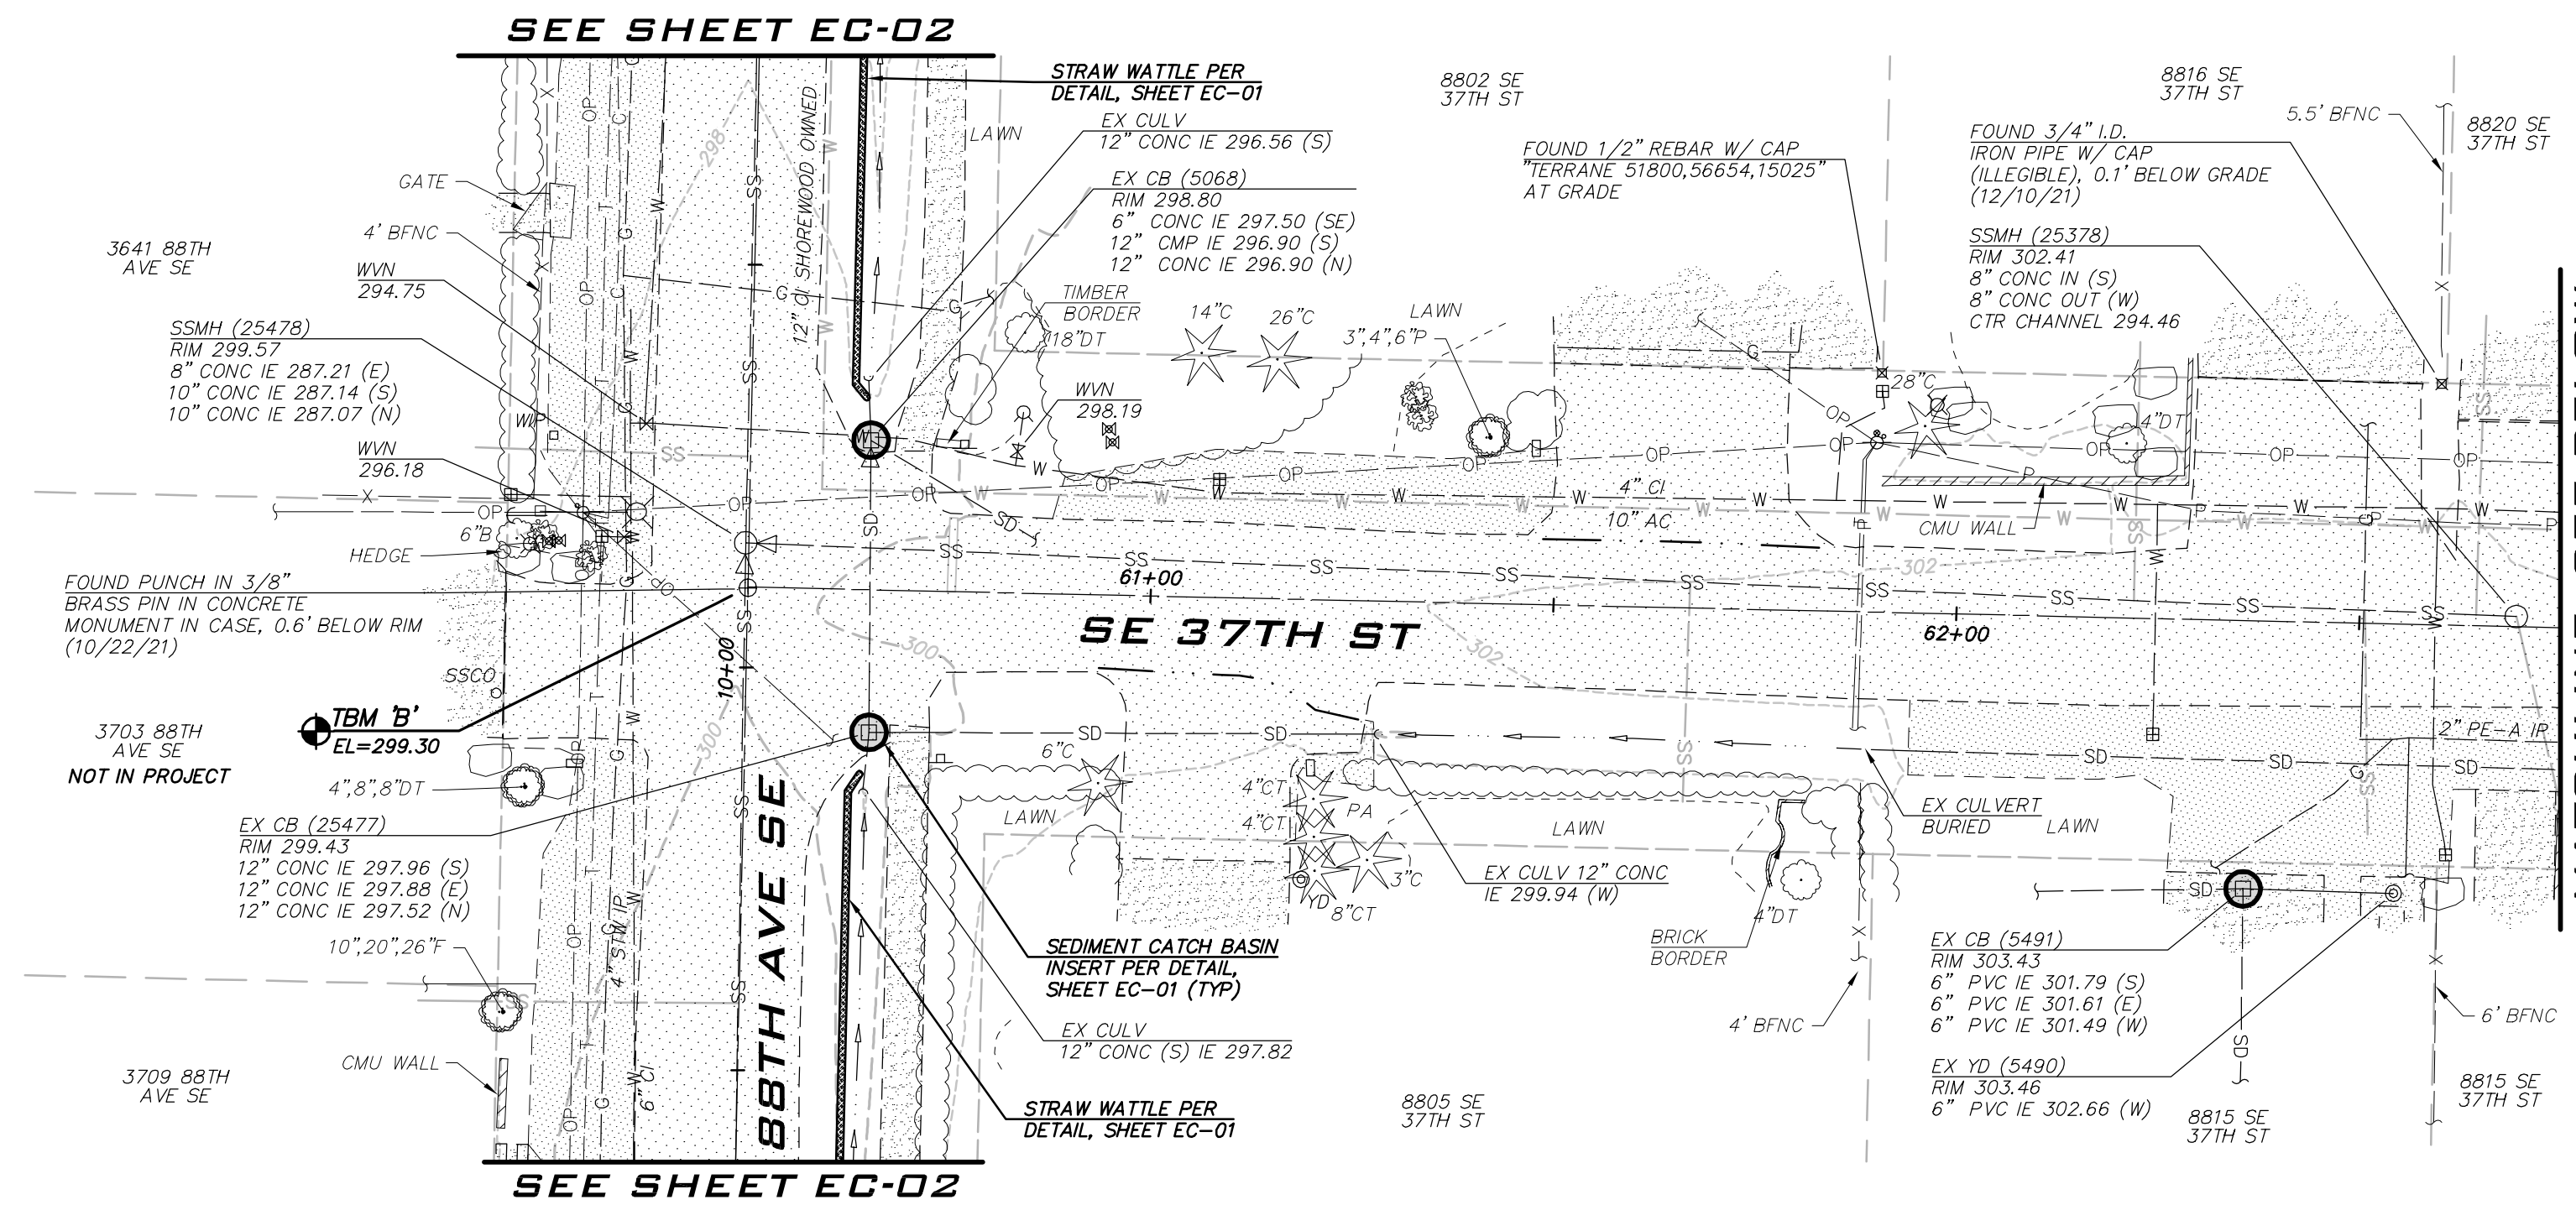 SEE SHEET EC-02
STRAW WATTLE PER
DETAIL, SHEET EC-01
8802 SE
37TH ST
8816 SE
37TH ST
5.5' BFNC
8820 SE
37TH ST
LAWN
EX CULV
12" CONC IE 296.56 (S)
EX CB (5068)
RIM 298.80
6" CONC IE 297.50 (SE)
12" CMP IE 296.90 (S)
12" CONC IE 296.90 (N)
FOUND 1/2" REBAR W/ CAP
"TERRANE 51800,56654,15025"
AT GRADE
FOUND 3/4" I.D.
IRON PIPE W/ CAP
(ILLEGIBLE), 0.1' BELOW GRADE
(12/10/21)
SSMH (25378)
RIM 302.41
8" CONC IN (S)
8" CONC OUT (W)
CTR CHANNEL 294.46
298
12" CI SHOREWOOD OWNED
GATE
4' BFNC
3641 88TH
AVE SE
WVN
294.75
SSMH (25478)
RIM 299.57
8" CONC IE 287.21 (E)
10" CONC IE 287.14 (S)
10" CONC IE 287.07 (N)
WVN
296.18
TIMBER
BORDER
18"DT
14"C
26"C
LAWN
3",4",6"P
WVN
298.19
28"C
4"DT
4" CI
10" AC
CMU WALL
6"B
HEDGE
FOUND PUNCH IN 3/8"
BRASS PIN IN CONCRETE
MONUMENT IN CASE, 0.6' BELOW RIM
(10/22/21)
61+00
302
62+00
SE 37TH ST
300
302
10+00
300
SSCO
TBM 'B'
EL=299.30
3703 88TH
AVE SE
NOT IN PROJECT
4",8",8"DT
EX CB (25477)
RIM 299.43
12" CONC IE 297.96 (S)
12" CONC IE 297.88 (E)
12" CONC IE 297.52 (N)
6"C
LAWN
4"CT
PA
4"CT
3"C
YD
8"CT
LAWN
EX CULV 12" CONC
IE 299.94 (W)
4"DT
BRICK
BORDER
EX CULVERT
BURIED
LAWN
2" PE-A IP
10",20",26"F
4" STW IP
6" CI
88TH AVE SE
SEDIMENT CATCH BASIN
INSERT PER DETAIL,
SHEET EC-01 (TYP)
EX CULV
12" CONC (S) IE 297.82
STRAW WATTLE PER
DETAIL, SHEET EC-01
CMU WALL
3709 88TH
AVE SE
8805 SE
37TH ST
4' BFNC
EX CB (5491)
RIM 303.43
6" PVC IE 301.79 (S)
6" PVC IE 301.61 (E)
6" PVC IE 301.49 (W)
EX YD (5490)
RIM 303.46
6" PVC IE 302.66 (W)
6' BFNC
8815 SE
37TH ST
8815 SE
37TH ST
SEE SHEET EC-02